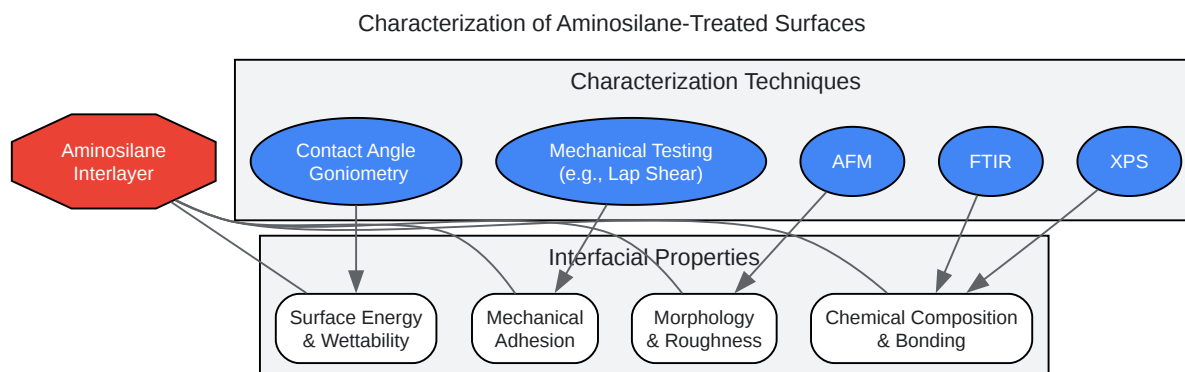 Characterization of Aminosilane-Treated Surfaces
Characterization Techniques
Aminosilane
Interlayer
Contact Angle
Goniometry
Mechanical Testing
(e.g., Lap Shear)
AFM
FTIR
XPS
Interfacial Properties
Surface Energy
& Wettability
Mechanical
Adhesion
Morphology
& Roughness
Chemical Composition
& Bonding